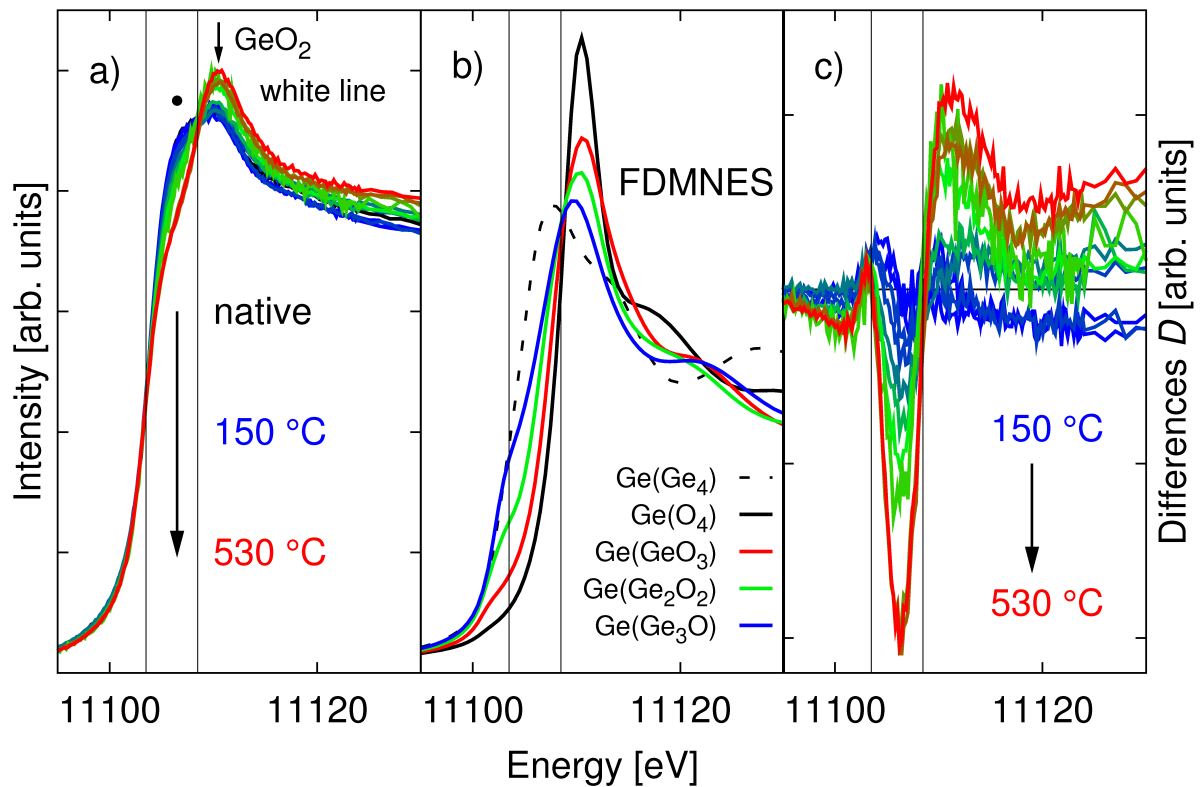 a)
GeO2
white line
native
150 °C
530 °C
b)
FDMNES
Ge(Ge4)
Ge(O4)
Ge(GeO3)
Ge(Ge2O2)
Ge(Ge3O)
c)
150 °C
530 °C
Intensity [arb. units]
Differences D [arb. units]
11100
11120
11100
11120
11100
11120
Energy [eV]